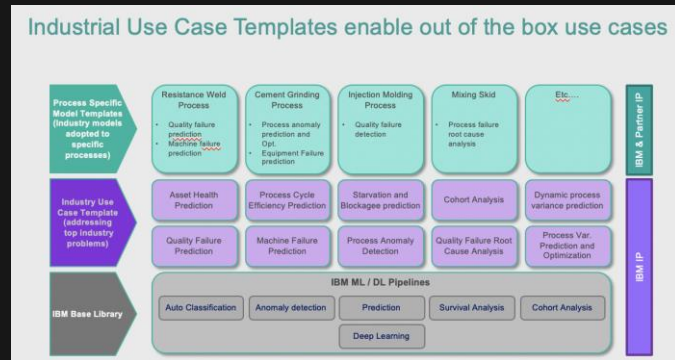 Industrial Use Case Templates enable out of the box use cases
Process Specific
Model Templates
(Industry models
adopted to
specific
processes)
Resistance Weld
Process
• Quality failure
prediction
• Machine failure
prediction
Cement Grinding
Process
• Process anomaly
prediction and
Opt.
• Equipment Failure
prediction
Injection Molding
Process
• Quality failure
detection
Mixing Skid
• Process failure
root cause
analysis
Etc....
IBM & Partner IP
Industry Use
Case Template
(addressing
top industry
problems)
Asset Health
Prediction
Process Cycle
Efficiency Prediction
Starvation and
Blockagee prediction
Cohort Analysis
Dynamic process
variance prediction
Quality Failure
Prediction
Machine Failure
Prediction
Process Anomaly
Detection
Quality Failure Root
Cause Analysis
Process Var.
Prediction and
Optimization
IBM IP
IBM Base Library
IBM ML / DL Pipelines
Auto Classification
Anomaly detection
Prediction
Survival Analysis
Cohort Analysis
Deep Learning